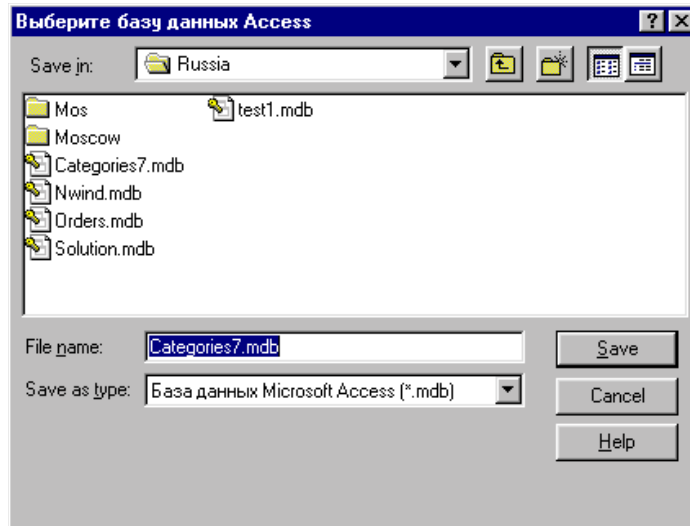 Выберите базу данных Access
Save in: Russia
Mos
Moscow
Categories7.mdb
Nwind.mdb
Orders.mdb
Solution.mdb
test1.mdb
File name: Categories7.mdb
Save
Save as type: База данных Microsoft Access (*.mdb)
Cancel
Help